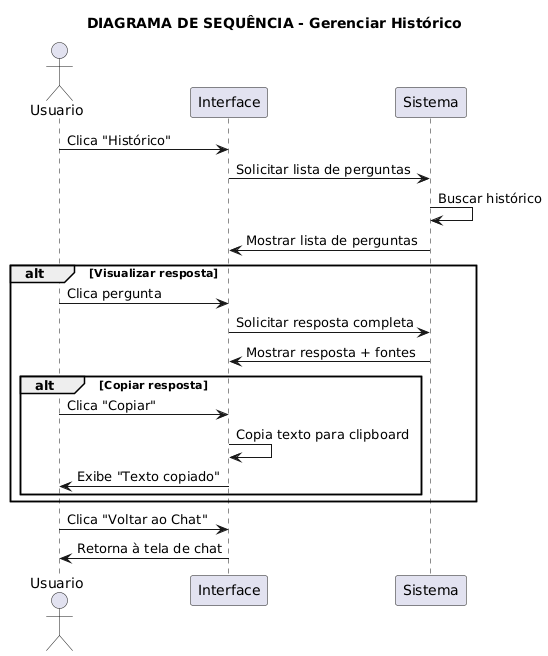 DIAGRAMA DE SEQUÊNCIA - Gerenciar Histórico
Usuario
Interface
Sistema
Clica "Histórico"
Solicitar lista de perguntas
Buscar histórico
Mostrar lista de perguntas
alt [Visualizar resposta]
Clica pergunta
Solicitar resposta completa
Mostrar resposta + fontes
alt [Copiar resposta]
Clica "Copiar"
Copia texto para clipboard
Exibe "Texto copiado"
Clica "Voltar ao Chat"
Retorna à tela de chat
Usuario
Interface
Sistema